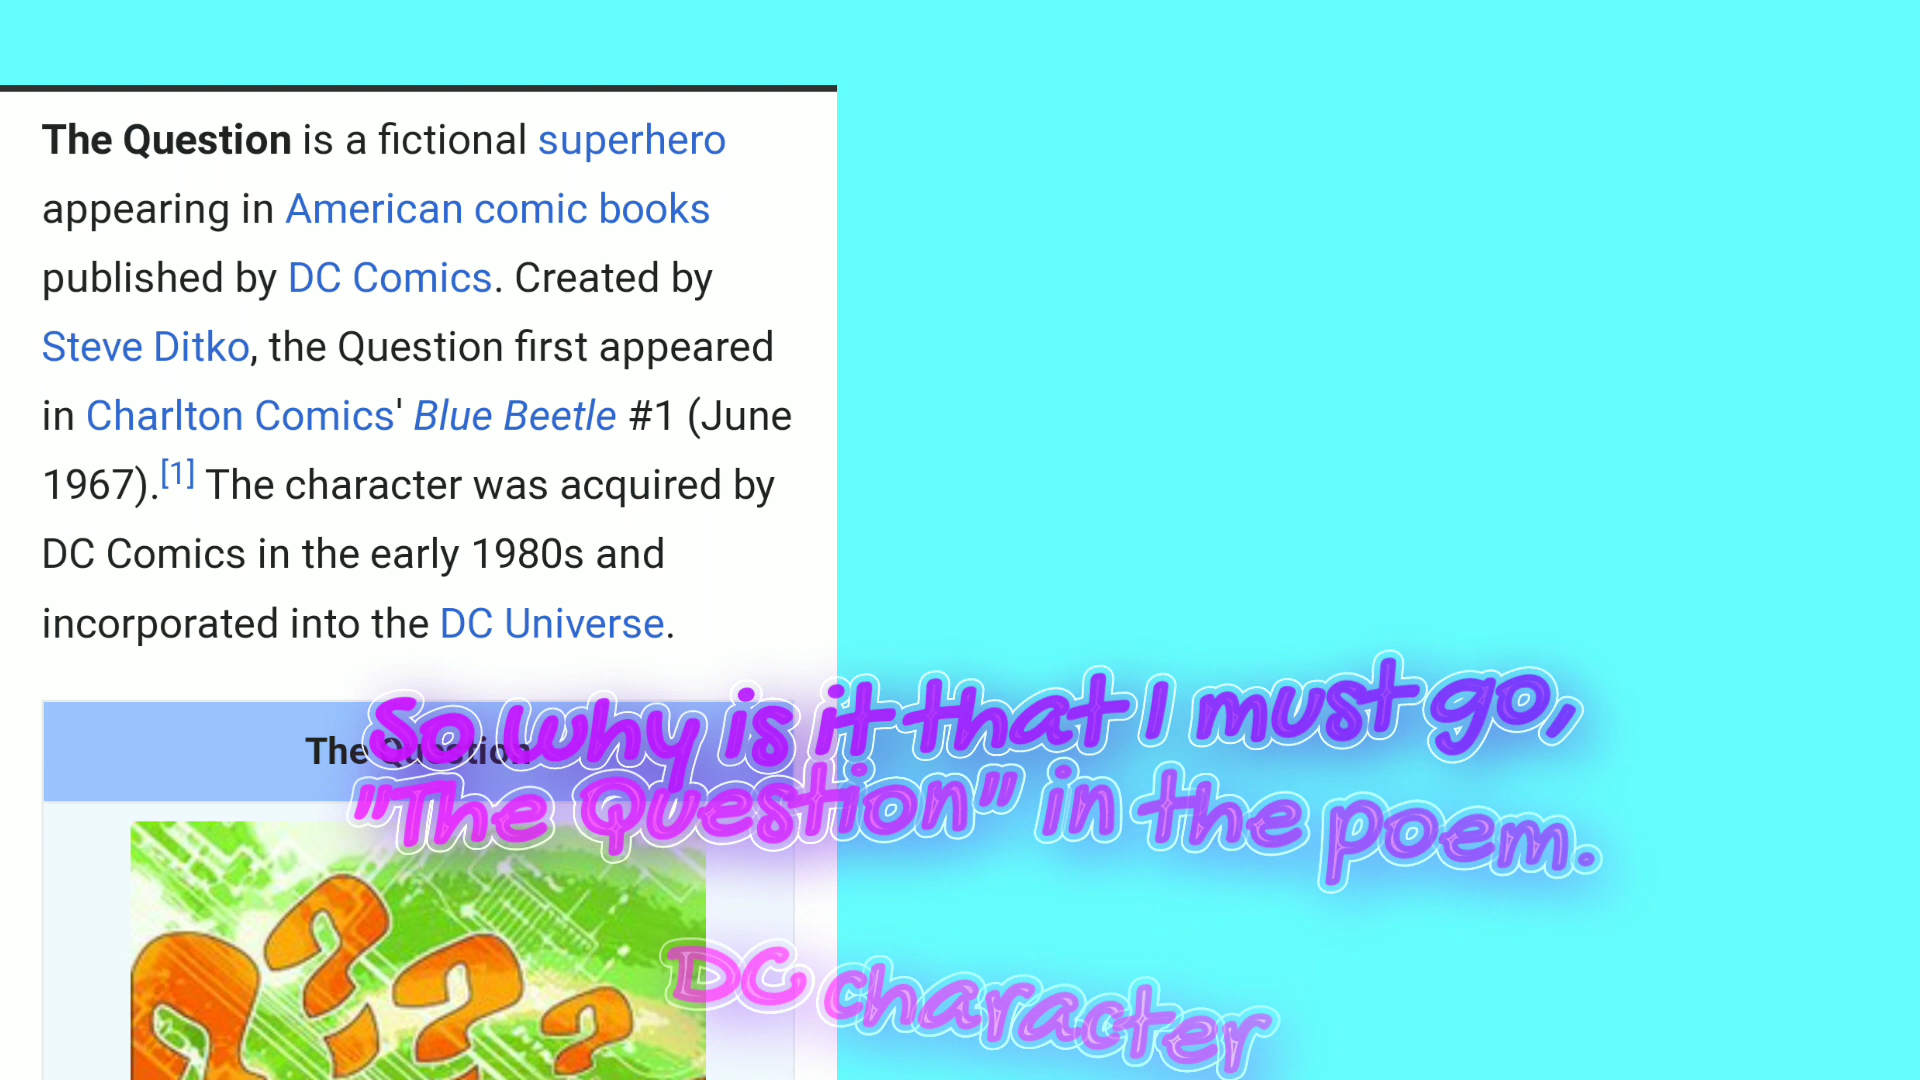 The Question is a fictional superhero
appearing in American comic books
published by DC Comics. Created by
Steve Ditko, the Question first appeared
in Charlton Comics' Blue Beetle #1 (June
1967).[1] The character was acquired by
DC Comics in the early 1980s and
incorporated into the DC Universe.
The Question
So why is it that I must go,
"The Question" in the poem.
DC character